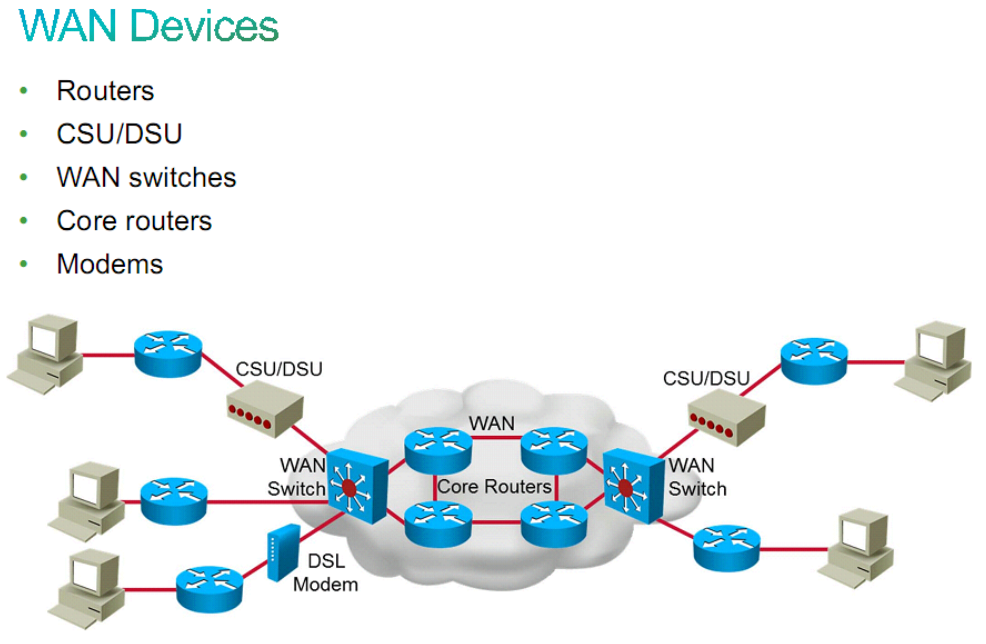 WAN Devices
• Routers
• CSU/DSU
• WAN switches
• Core routers
• Modems
CSU/DSU
CSU/DSU
WAN
WAN
Switch
Core Routers
WAN
Switch
DSL
Modem